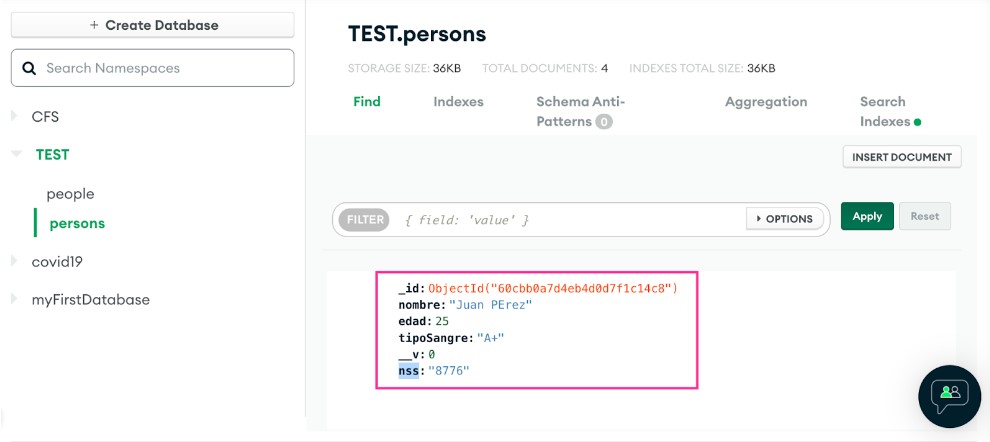 + Create Database
Search Namespaces
CFS
TEST
people
persons
covid19
myFirstDatabase
TEST.persons
STORAGE SIZE: 36KB TOTAL DOCUMENTS: 4 INDEXES TOTAL SIZE: 36KB
Find Indexes Schema Anti-Patterns 0 Aggregation Search Indexes
INSERT DOCUMENT
FILTER { field: 'value' } OPTIONS Apply Reset
_id: ObjectId("60cbb0a7d4eb4d0d7f1c14c8")
nombre: "Juan PErez"
edad: 25
tipoSangre: "A+"
__v: 0
nss: "8776"